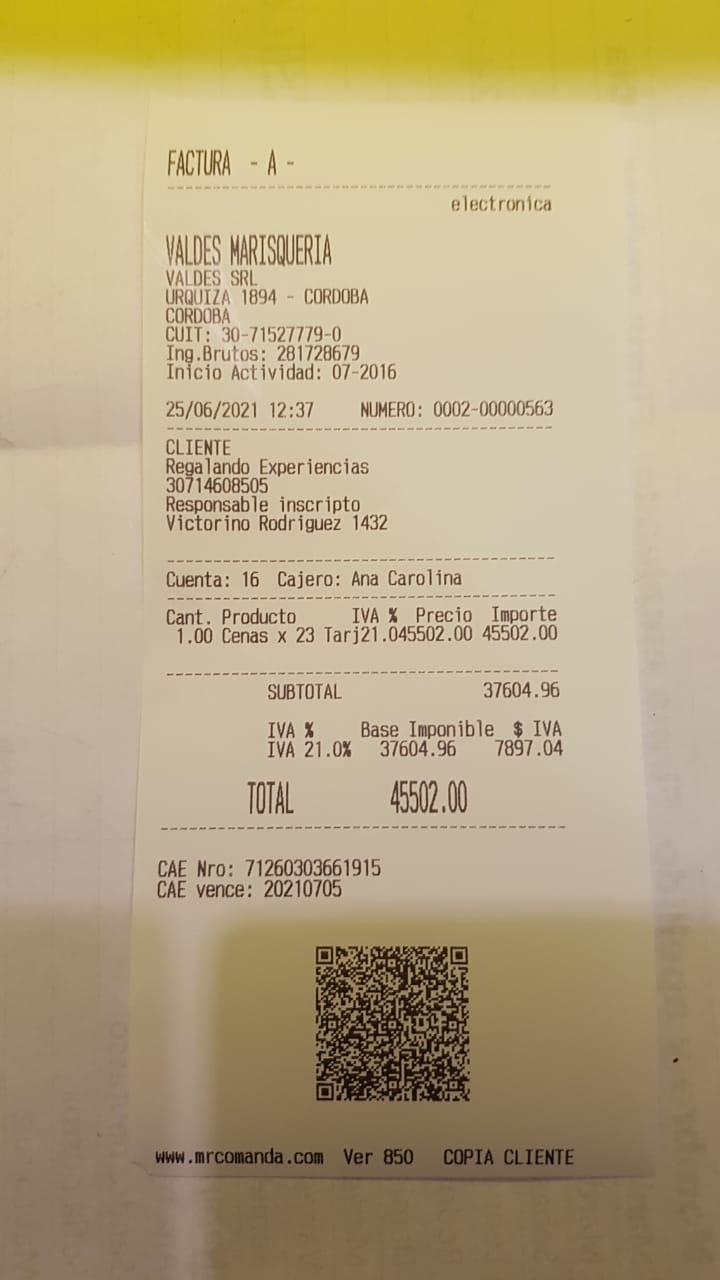 FACTURA - A -
electronica
VALDES MARISQUERIA
VALDES SRL
URQUIZA 1894 - CORDOBA
CORDOBA
CUIT: 30-71527779-0
Ing.Brutos: 281728679
Inicio Actividad: 07-2016
25/06/2021 12:37 NUMERO: 0002-00000563
CLIENTE
Regalando Experiencias
30714608505
Responsable inscripto
Victorino Rodriguez 1432
Cuenta: 16 Cajero: Ana Carolina
Cant. Producto IVA % Precio Importe
1.00 Cenas x 23 Tarj21.045502.00 45502.00
SUBTOTAL 37604.96
IVA % Base Imponible $ IVA
IVA 21.0% 37604.96 7897.04
TOTAL 45502.00
CAE Nro: 71260303661915
CAE vence: 20210705
www.mrcomanda.com Ver 850 COPIA CLIENTE